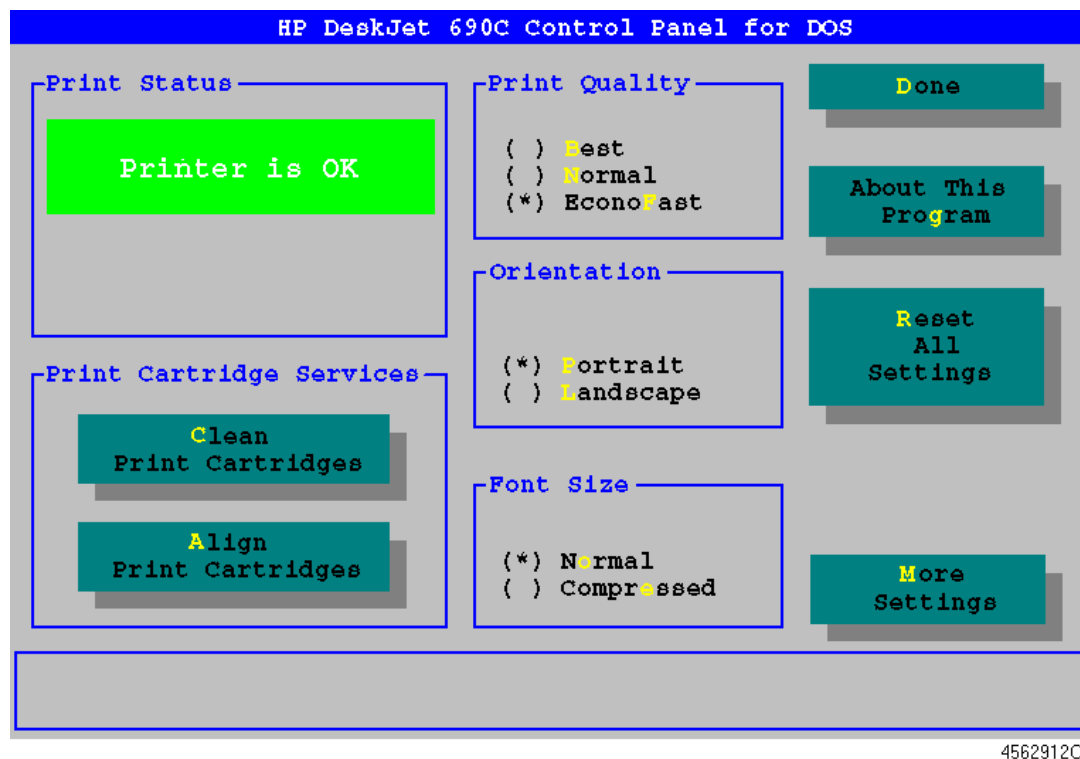 HP DeskJet 690C Control Panel for DOS
Print Status
Printer is OK
Print Cartridge Services
Clean
Print Cartridges
Align
Print Cartridges
Print Quality
( ) Best
( ) Normal
(*) EconoFast
Orientation
(*) Portrait
( ) Landscape
Font Size
(*) Normal
( ) Compressed
Done
About This
Program
Reset
All
Settings
More
Settings
4562912C